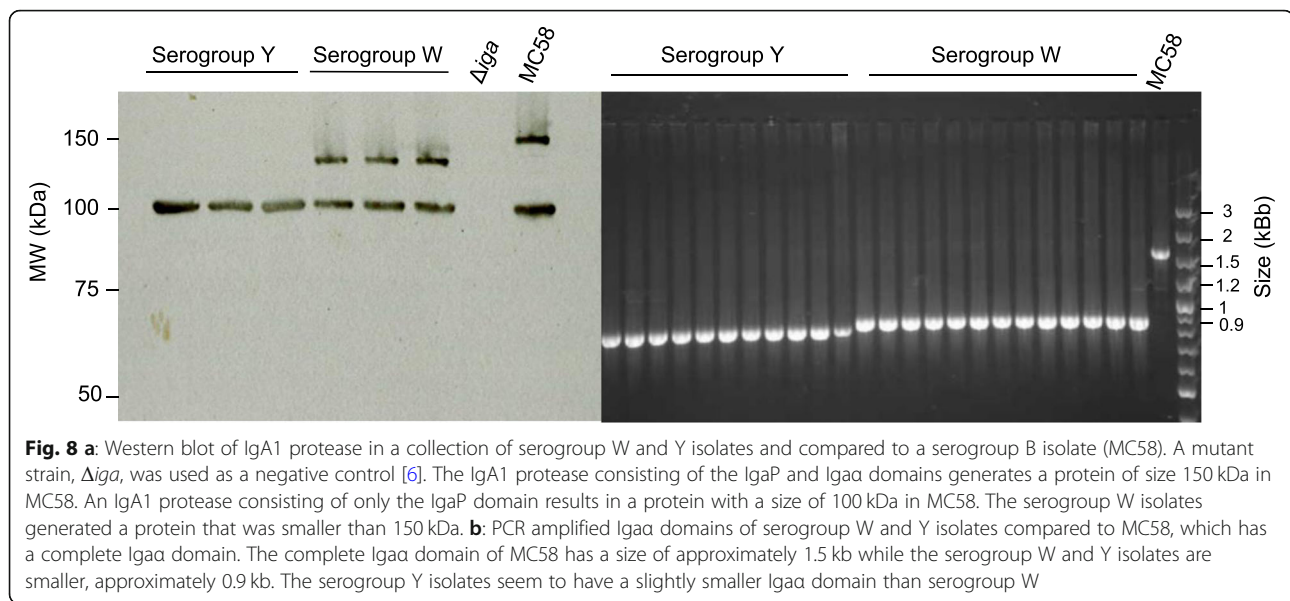 Serogroup Y Serogroup W Δiga MC58 Serogroup Y Serogroup W MC58
150
100
75
50
MW (kDa)
3
2
1.5
1.2
1
0.9
Size (kBb)
Fig. 8 a: Western blot of IgA1 protease in a collection of serogroup W and Y isolates and compared to a serogroup B isolate (MC58). A mutant
strain, Δiga, was used as a negative control [6]. The IgA1 protease consisting of the IgaP and Igaα domains generates a protein of size 150 kDa in
MC58. An IgA1 protease consisting of only the IgaP domain results in a protein with a size of 100 kDa in MC58. The serogroup W isolates
generated a protein that was smaller than 150 kDa. b: PCR amplified Igaα domains of serogroup W and Y isolates compared to MC58, which has
a complete Igaα domain. The complete Igaα domain of MC58 has a size of approximately 1.5 kb while the serogroup W and Y isolates are
smaller, approximately 0.9 kb. The serogroup Y isolates seem to have a slightly smaller Igaα domain than serogroup W